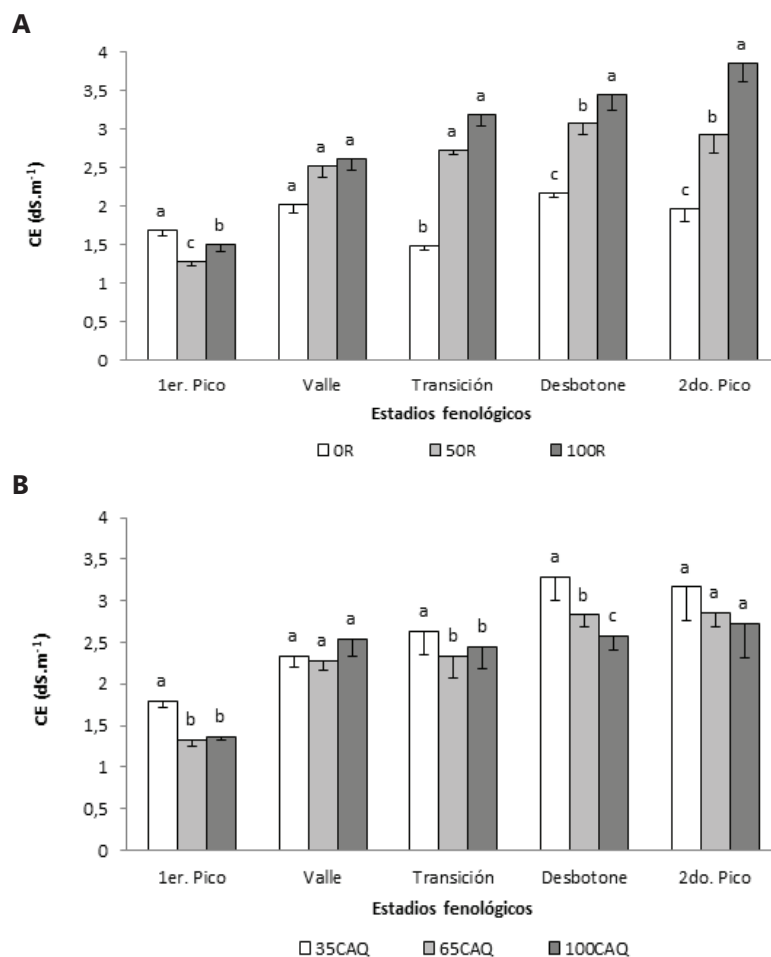 A
4
3,5
3
2,5
2
1,5
1
0,5
0
CE (dS.m⁻¹)
a c b
a a a
b a a
c b a
c b a
1er. Pico Valle Transición Desbotone 2do. Pico
Estadios fenológicos
0R 50R 100R
B
4
3,5
3
2,5
2
1,5
1
0,5
0
CE (dS.m⁻¹)
a b b
a a a
a b b
a b c
a a a
1er. Pico Valle Transición Desbotone 2do. Pico
Estadios fenológicos
35CAQ 65CAQ 100CAQ